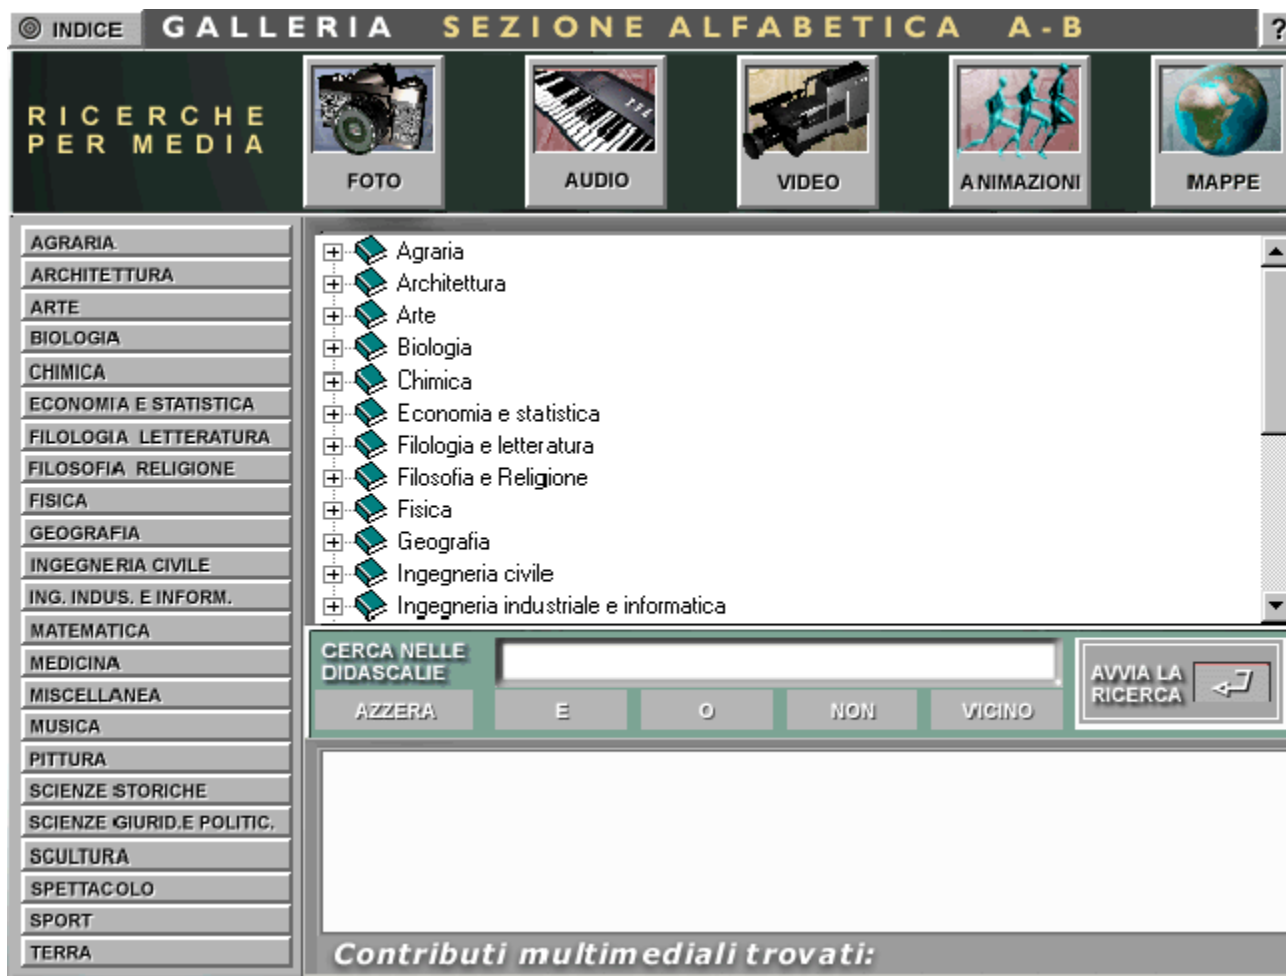 INDICE
GALLERIA SEZIONE ALFABETICA A-B
?
RICERCHE
PER MEDIA
FOTO
AUDIO
VIDEO
ANIMAZIONI
MAPPE
AGRARIA
ARCHITETTURA
ARTE
BIOLOGIA
CHIMICA
ECONOMIA E STATISTICA
FILOLOGIA LETTERATURA
FILOSOFIA RELIGIONE
FISICA
GEOGRAFIA
INGEGNERIA CIVILE
ING. INDUS. E INFORM.
MATEMATICA
MEDICINA
MISCELLANEA
MUSICA
PITTURA
SCIENZE STORICHE
SCIENZE GIURID.E POLITIC.
SCULTURA
SPETTACOLO
SPORT
TERRA
Agraria
Architettura
Arte
Biologia
Chimica
Economia e statistica
Filologia e letteratura
Filosofia e Religione
Fisica
Geografia
Ingegneria civile
Ingegneria industriale e informatica
CERCA NELLE
DIDASCALIE
AZZERA
E
O
NON
VICINO
AVVIA LA
RICERCA
Contributi multimediali trovati: